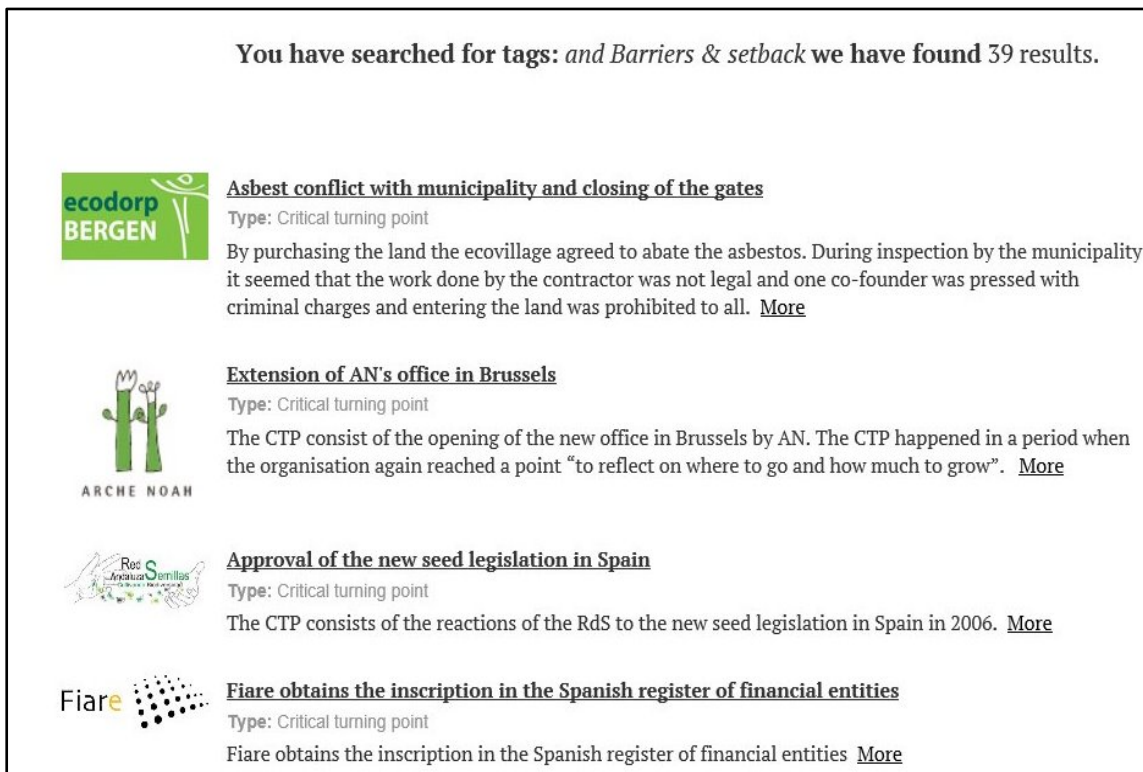 You have searched for tags: and Barriers & setback we have found 39 results.
ecodorp
BERGEN
Asbest conflict with municipality and closing of the gates
Type: Critical turning point
By purchasing the land the ecovillage agreed to abate the asbestos. During inspection by the municipality
it seemed that the work done by the contractor was not legal and one co-founder was pressed with
criminal charges and entering the land was prohibited to all. More
ARCHE NOAH
Extension of AN's office in Brussels
Type: Critical turning point
The CTP consist of the opening of the new office in Brussels by AN. The CTP happened in a period when
the organisation again reached a point “to reflect on where to go and how much to grow”. More
Red
Andaluza Semillas
Approval of the new seed legislation in Spain
Type: Critical turning point
The CTP consists of the reactions of the RdS to the new seed legislation in Spain in 2006. More
Fiare
Fiare obtains the inscription in the Spanish register of financial entities
Type: Critical turning point
Fiare obtains the inscription in the Spanish register of financial entities More